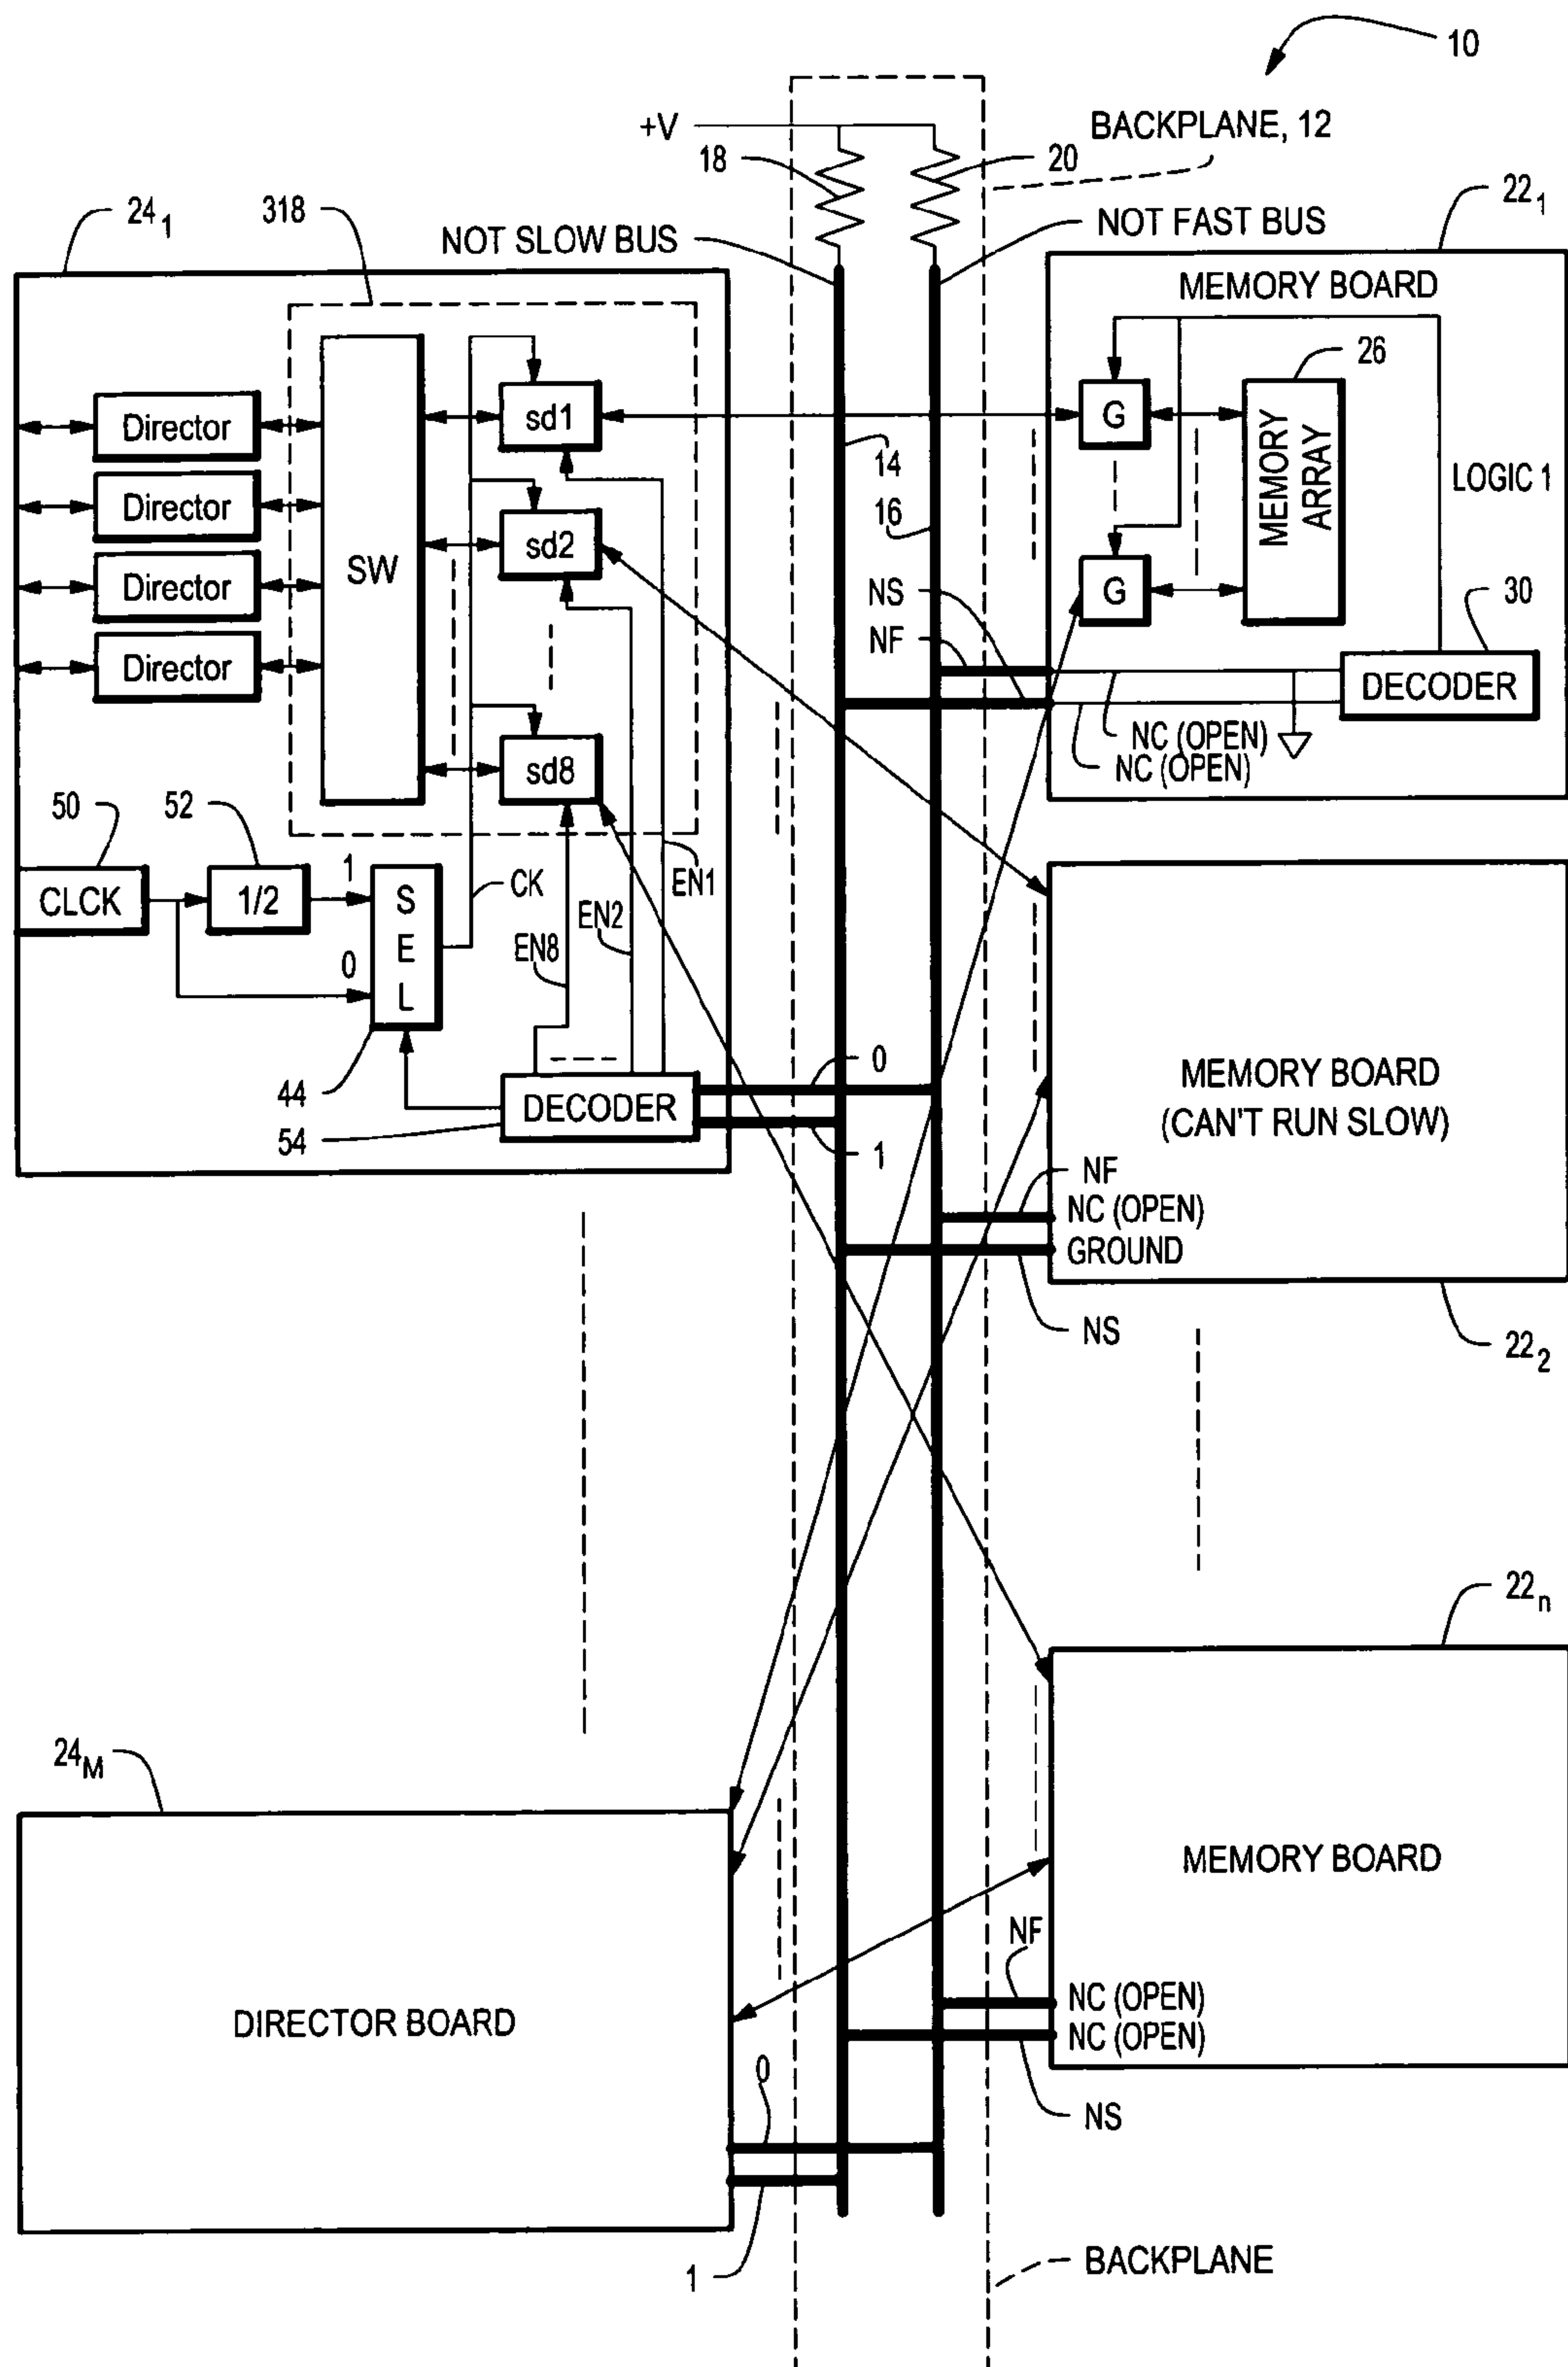 10
+V
BACKPLANE, 12
18
20
24₁
318
NOT SLOW BUS
NOT FAST BUS
22₁
MEMORY BOARD
26
Director
Director
Director
Director
SW
sd1
sd2
sd8
14
16
G
G
MEMORY ARRAY
LOGIC 1
NS
NF
30
DECODER
NC (OPEN)
NC (OPEN)
50
52
CLCK
1/2
1
0
SEL
CK
EN8
EN2
EN1
44
54
DECODER
0
1
MEMORY BOARD
(CAN'T RUN SLOW)
NF
NC (OPEN)
GROUND
NS
22₂
22ₙ
24M
DIRECTOR BOARD
MEMORY BOARD
NF
NC (OPEN)
NC (OPEN)
NS
0
1
BACKPLANE